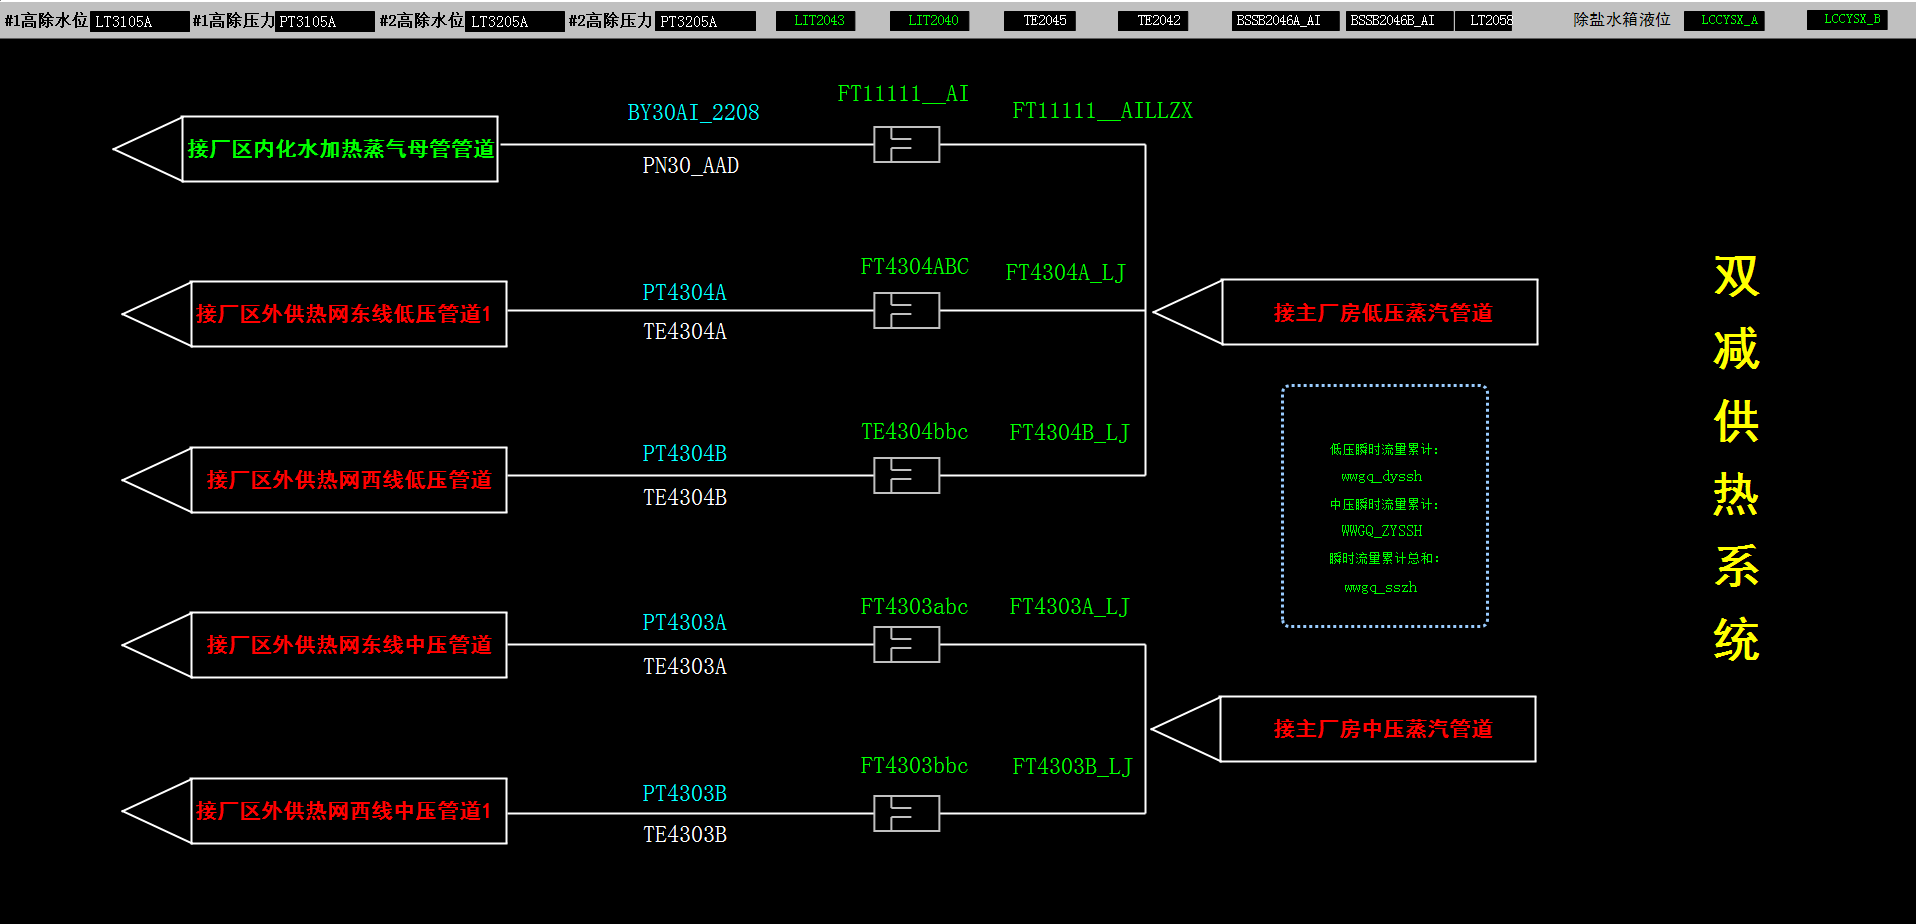 #1高除水位 LT3105A #1高除压力 PT3105A #2高除水位 LT3205A #2高除压力 PT3205A LIT2043 LIT2040 TE2045 TE2042 BSSB2046A_AI BSSB2046B_AI LT2058 除盐水箱液位 LCCYSX_A LCCYSX_B
FT11111__AI
BY30AI_2208
FT11111__AILLZX
接厂区内化水加热蒸气母管管道
PN30_AAD
FT4304ABC
FT4304A_LJ
PT4304A
接厂区外供热网东线低压管道1
接主厂房低压蒸汽管道
TE4304A
TE4304bbc
FT4304B_LJ
PT4304B
接厂区外供热网西线低压管道
TE4304B
低压瞬时流量累计:
wwgq_dyssh
中压瞬时流量累计:
WWGQ_ZYSSH
瞬时流量累计总和:
wwgq_sszh
FT4303abc
FT4303A_LJ
PT4303A
接厂区外供热网东线中压管道
TE4303A
接主厂房中压蒸汽管道
FT4303bbc
FT4303B_LJ
PT4303B
接厂区外供热网西线中压管道1
TE4303B
双
减
供
热
系
统